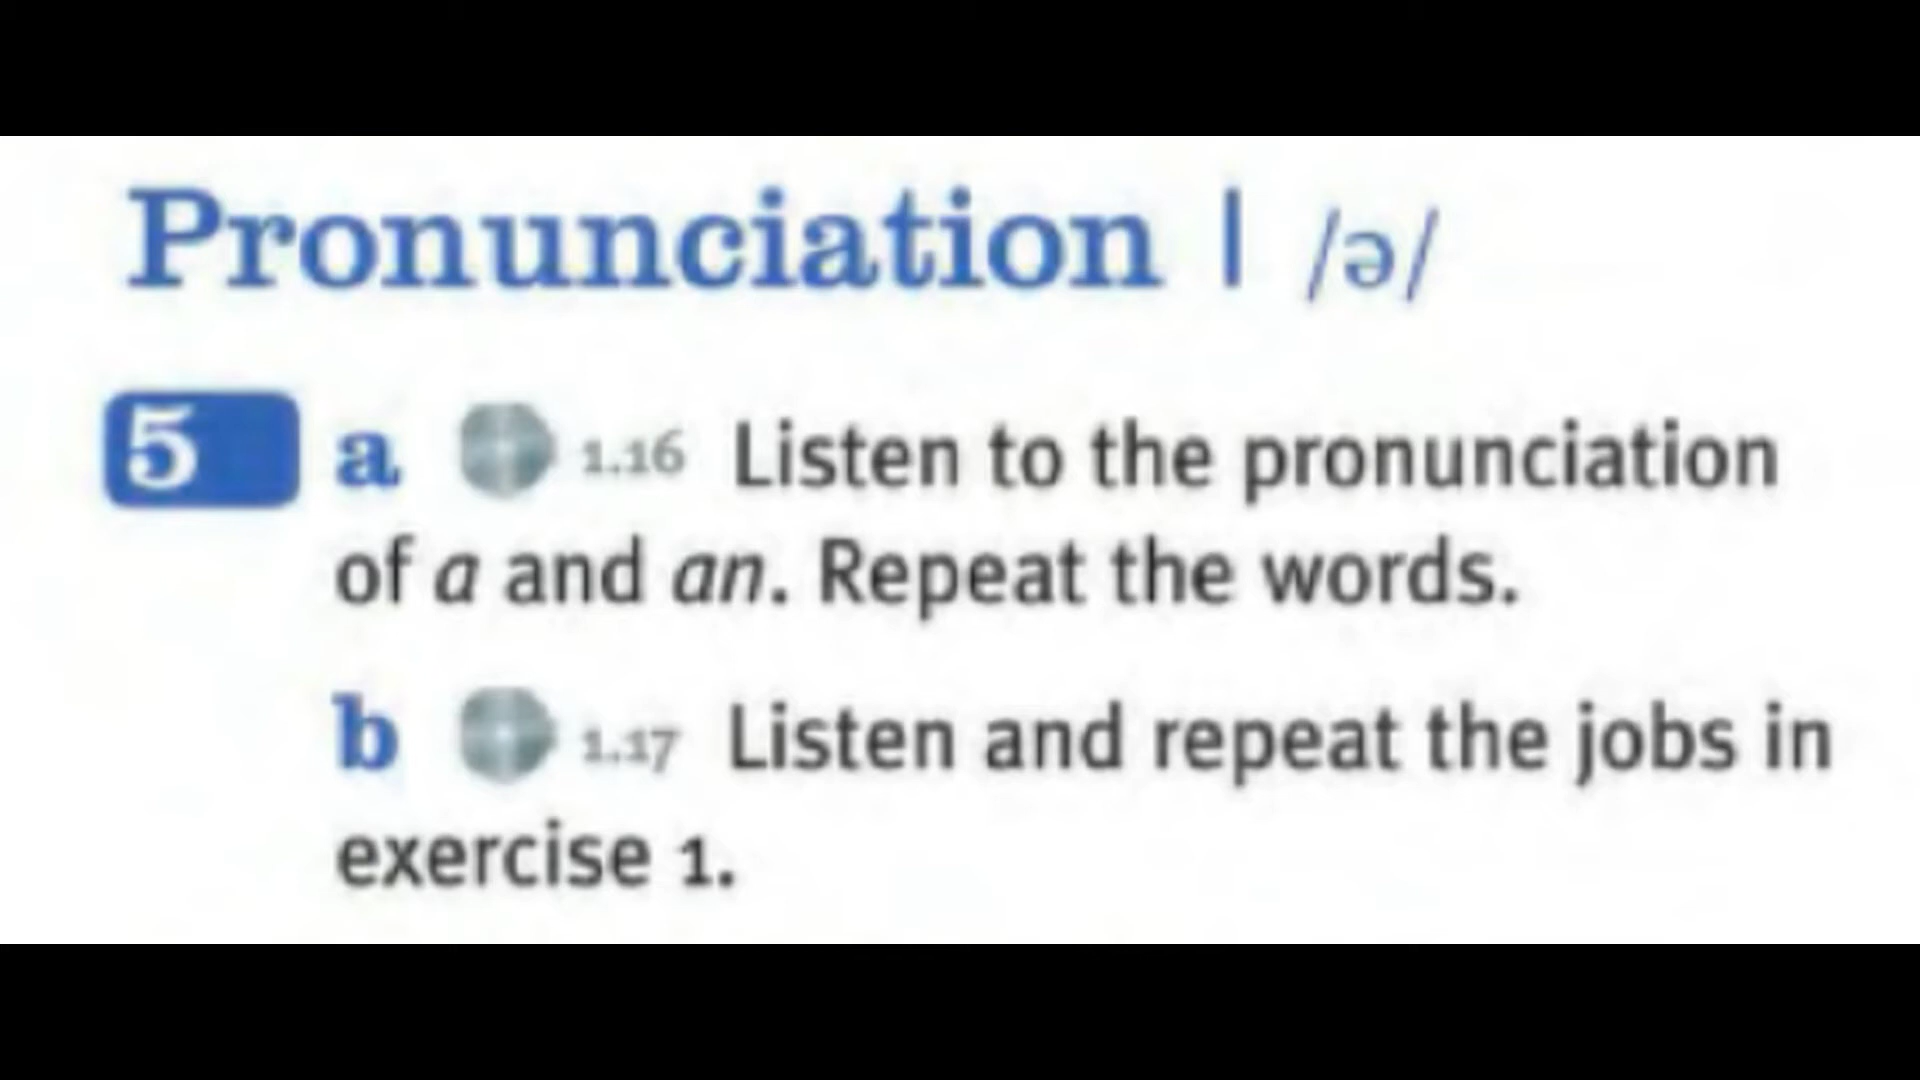 Pronunciation | /ə/
5 a 1.16 Listen to the pronunciation
of a and an. Repeat the words.
b 1.17 Listen and repeat the jobs in
exercise 1.